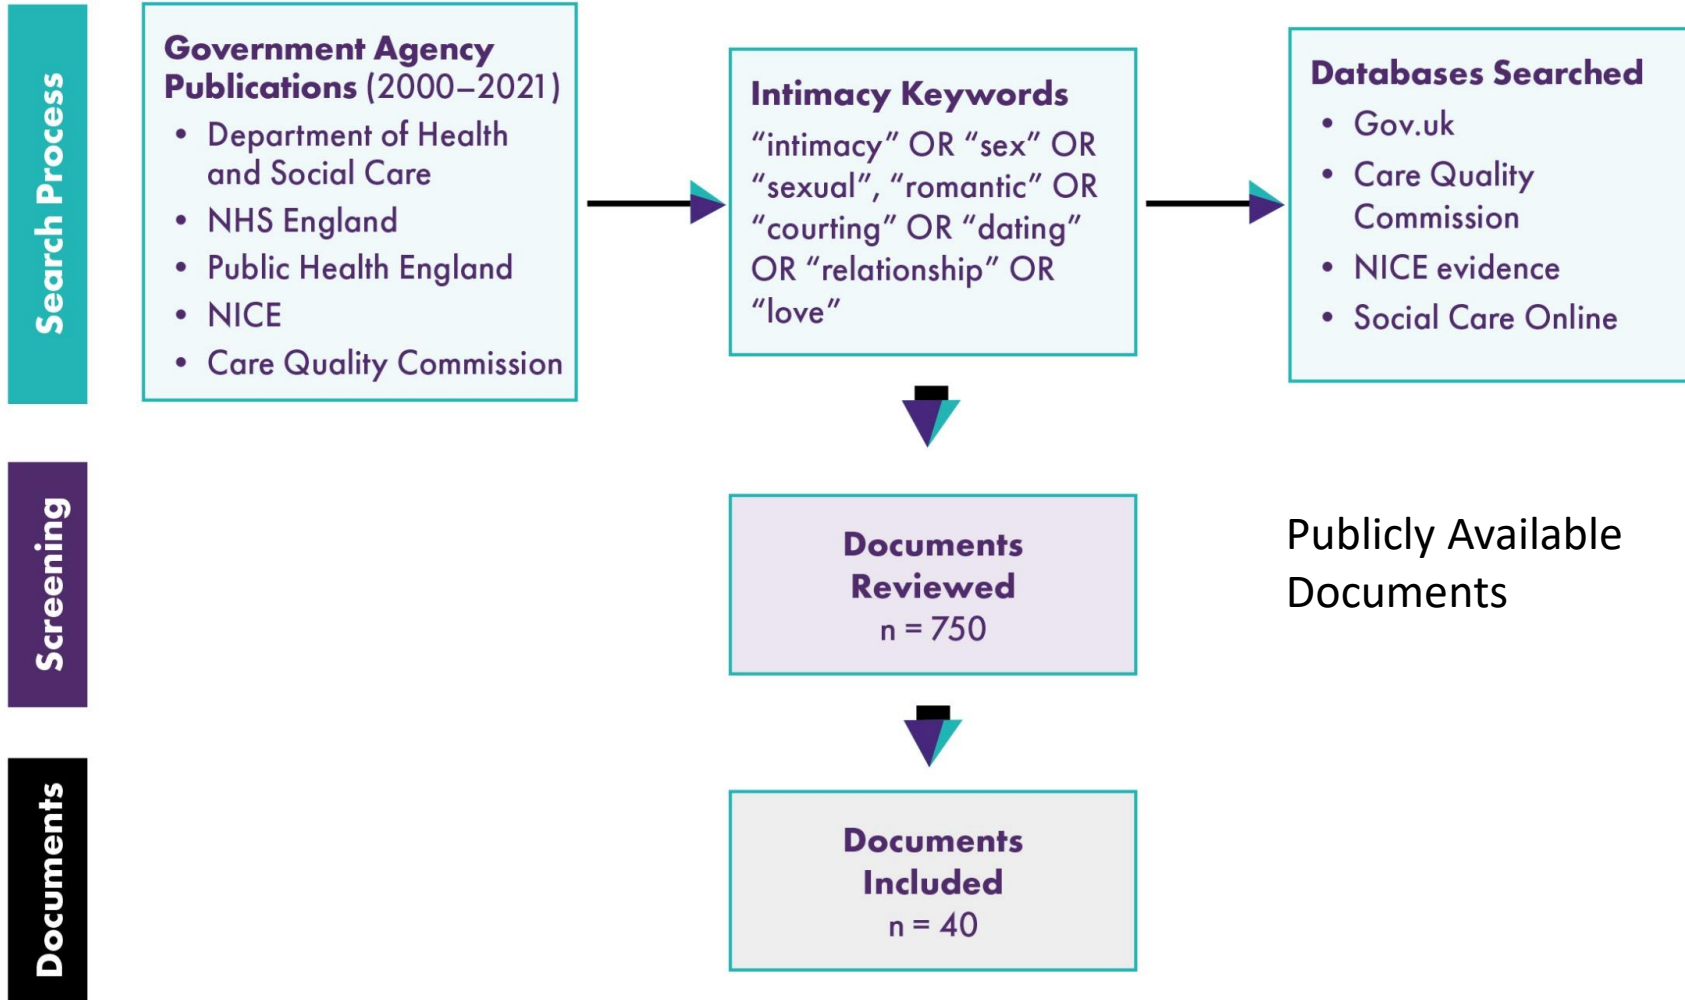 Search Process
Government Agency
Publications (2000–2021)
• Department of Health
and Social Care
• NHS England
• Public Health England
• NICE
• Care Quality Commission
Intimacy Keywords
“intimacy” OR “sex” OR
“sexual”, “romantic” OR
“courting” OR “dating”
OR “relationship” OR
“love”
Databases Searched
• Gov.uk
• Care Quality
Commission
• NICE evidence
• Social Care Online
Screening
Documents
Reviewed
n = 750
Publicly Available
Documents
Documents
Documents
Included
n = 40